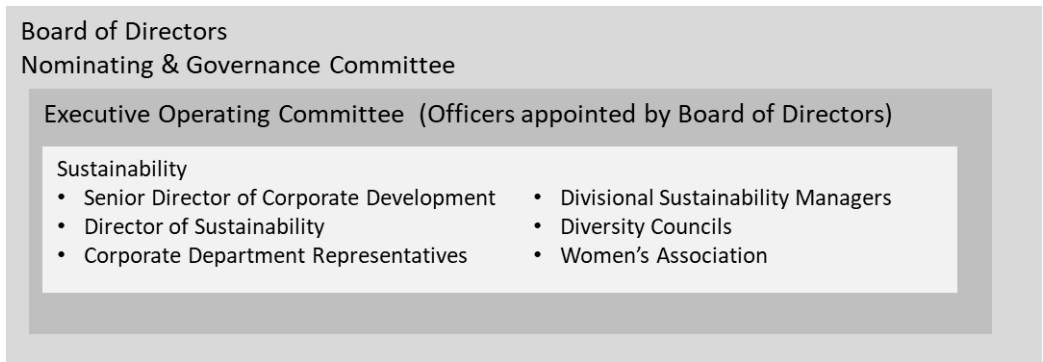 Board of Directors
Nominating & Governance Committee
Executive Operating Committee  (Officers appointed by Board of Directors)
Sustainability
• Senior Director of Corporate Development
• Director of Sustainability
• Corporate Department Representatives
• Divisional Sustainability Managers
• Diversity Councils
• Women’s Association